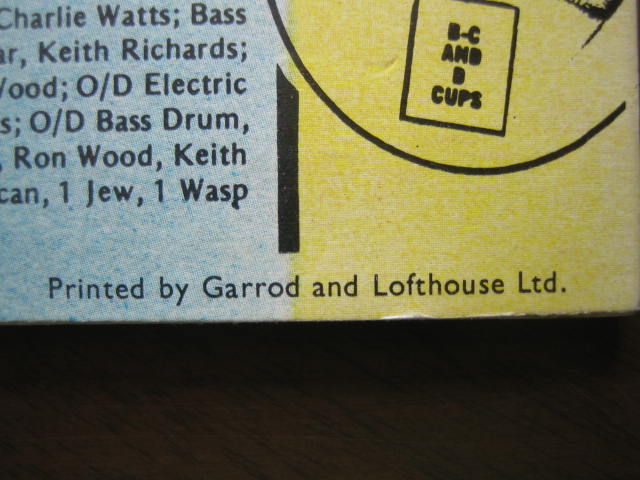 Charlie Watts; Bass
ar, Keith Richards;
ood; O/D Electric
s; O/D Bass Drum,
, Ron Wood, Keith
can, 1 Jew, 1 Wasp
B-C
AND
D
CUPS
Printed by Garrod and Lofthouse Ltd.